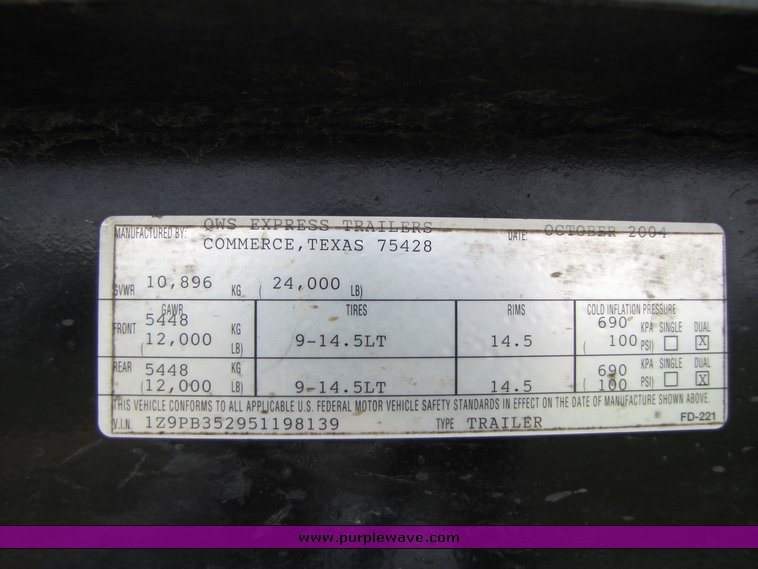 MANUFACTURED BY: QWS EXPRESS TRAILERS DATE: OCTOBER 2004
COMMERCE, TEXAS 75428
GVWR 10,896 KG ( 24,000 LB)
GAWR TIRES RIMS COLD INFLATION PRESSURE
FRONT 5448 KG 690 KPA SINGLE DUAL
(12,000 LB) 9-14.5LT 14.5 ( 100 PSI) ☐ ☒
REAR 5448 KG 690 KPA SINGLE DUAL
(12,000 LB) 9-14.5LT 14.5 ( 100 PSI) ☐ ☒
THIS VEHICLE CONFORMS TO ALL APPLICABLE U.S. FEDERAL MOTOR VEHICLE SAFETY STANDARDS IN EFFECT ON THE DATE OF MANUFACTURE SHOWN ABOVE.
V.I.N. 1Z9PB352951198139 TYPE TRAILER FD-221
www.purplewave.com